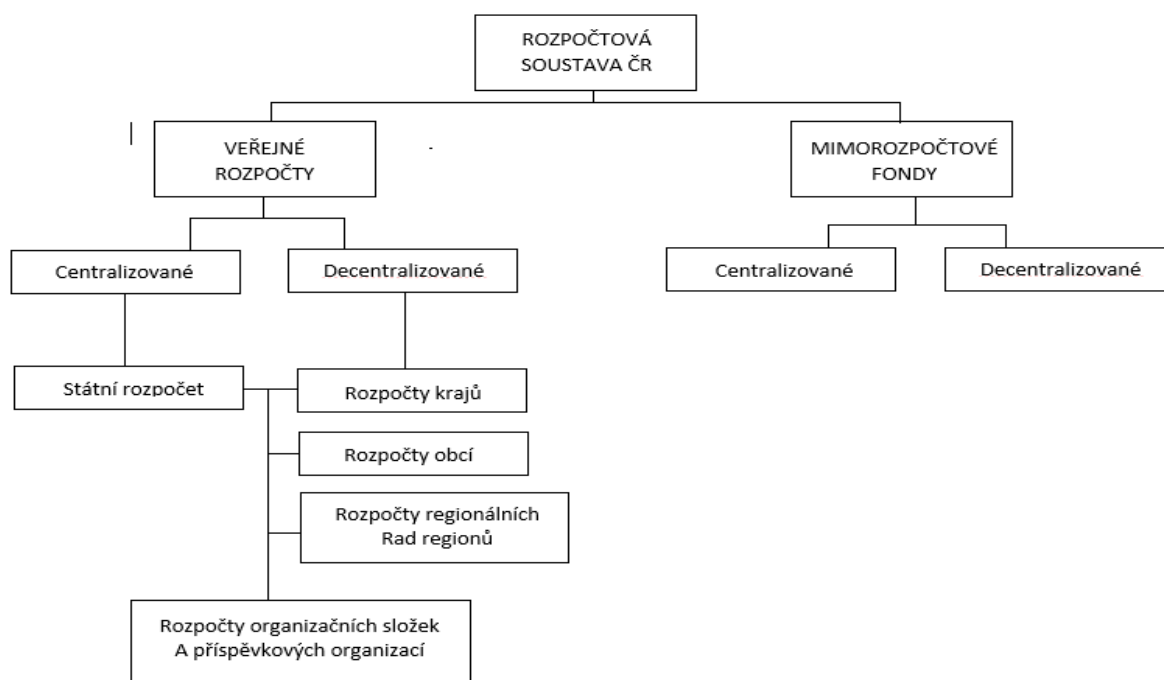 ROZPOČTOVÁ
SOUSTAVA ČR
VEŘEJNÉ
ROZPOČTY
MIMOROZPOČTOVÉ
FONDY
Centralizované
Decentralizované
Centralizované
Decentralizované
Státní rozpočet
Rozpočty krajů
Rozpočty obcí
Rozpočty regionálních
Rad regionů
Rozpočty organizačních složek
A příspěvkových organizací